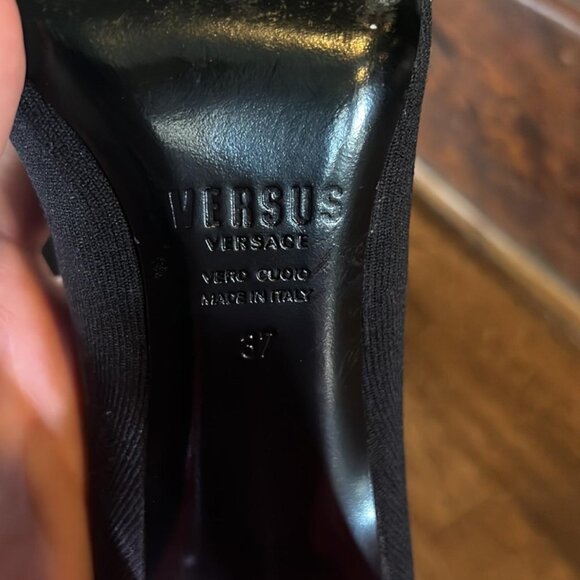 VERSUS
VERSACE
VERO CUOIO
MADE IN ITALY
37